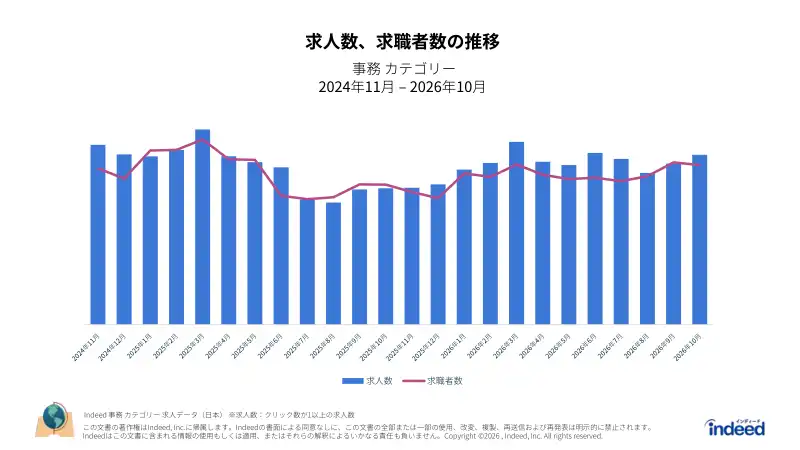 求人数、求職者数の推移
事務 カテゴリー
2024年11月 – 2026年10月
2024年11月
2024年12月
2025年1月
2025年2月
2025年3月
2025年4月
2025年5月
2025年6月
2025年7月
2025年8月
2025年9月
2025年10月
2025年11月
2025年12月
2026年1月
2026年2月
2026年3月
2026年4月
2026年5月
2026年6月
2026年7月
2026年8月
2026年9月
2026年10月
求人数 求職者数
Indeed 事務 カテゴリー 求人データ（日本） ※求人数：クリック数が1以上の求人数
この文書の著作権はIndeed, Inc.に帰属します。Indeedの書面による同意なしに、この文書の全部または一部の使用、改変、複製、再送信および再発表は明示的に禁止されます。
Indeedはこの文書に含まれる情報の使用もしくは適用、またはそれらの解釈によるいかなる責任も負いません。Copyright ©2026 , Indeed, Inc. All rights reserved.
インディード
indeed